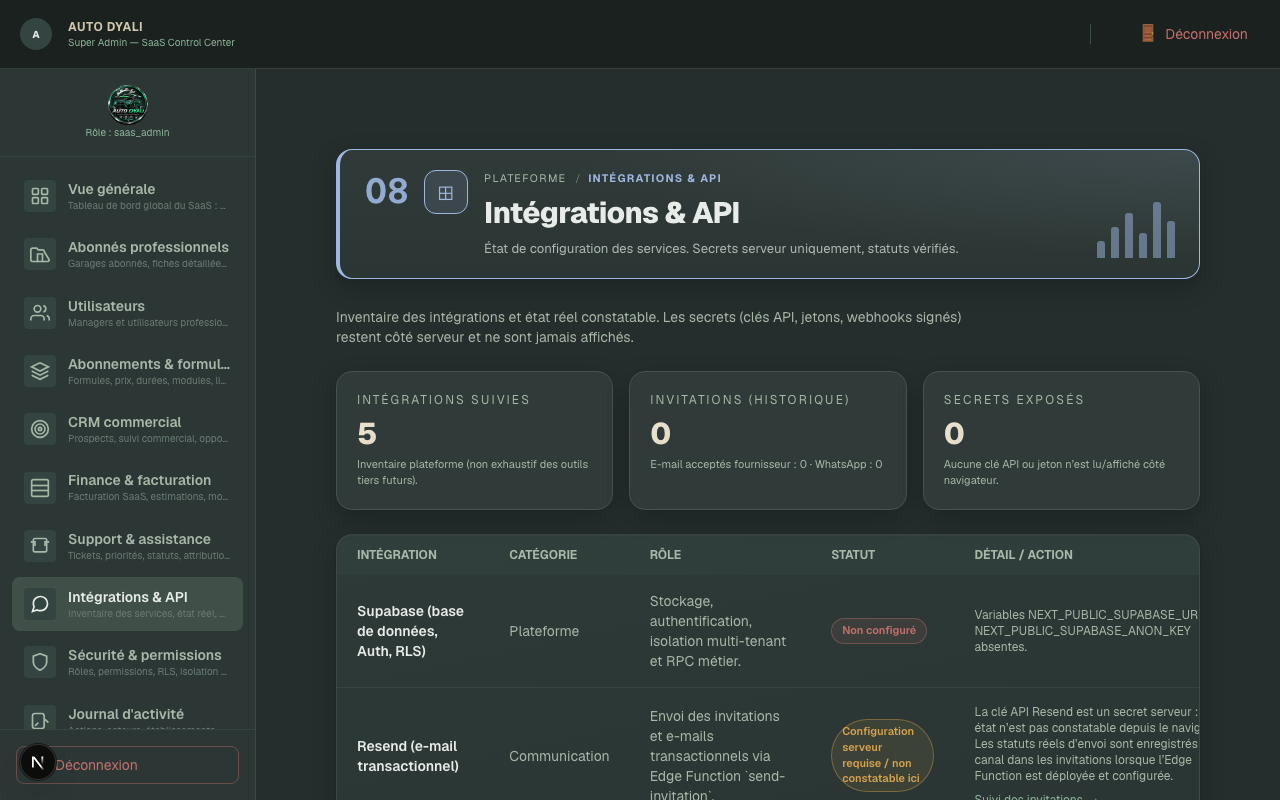 A
AUTO DYALI
Super Admin — SaaS Control Center
Déconnexion
AUTO DYALI
Rôle : saas_admin
Vue générale
Tableau de bord global du SaaS : ...
Abonnés professionnels
Garages abonnés, fiches détaillée...
Utilisateurs
Managers et utilisateurs professio...
Abonnements & formul...
Formules, prix, durées, modules, li...
CRM commercial
Prospects, suivi commercial, oppo...
Finance & facturation
Facturation SaaS, estimations, mo...
Support & assistance
Tickets, priorités, statuts, attributio...
Intégrations & API
Inventaire des services, état réel, ...
Sécurité & permissions
Rôles, permissions, RLS, isolation ...
Journal d'activité
N
Déconnexion
08
PLATEFORME / INTÉGRATIONS & API
Intégrations & API
État de configuration des services. Secrets serveur uniquement, statuts vérifiés.
Inventaire des intégrations et état réel constatable. Les secrets (clés API, jetons, webhooks signés)
restent côté serveur et ne sont jamais affichés.
INTÉGRATIONS SUIVIES
5
Inventaire plateforme (non exhaustif des outils
tiers futurs).
INVITATIONS (HISTORIQUE)
0
E-mail acceptés fournisseur : 0 · WhatsApp : 0
SECRETS EXPOSÉS
0
Aucune clé API ou jeton n'est lu/affiché côté
navigateur.
INTÉGRATION CATÉGORIE RÔLE STATUT DÉTAIL / ACTION
Supabase (base
de données,
Auth, RLS)
Plateforme
Stockage,
authentification,
isolation multi-tenant
et RPC métier.
Non configuré
Variables NEXT_PUBLIC_SUPABASE_UR
NEXT_PUBLIC_SUPABASE_ANON_KEY
absentes.
Resend (e-mail
transactionnel)
Communication
Envoi des invitations
et e-mails
transactionnels via
Edge Function `send-
invitation`.
Configuration
serveur
requise / non
constatable ici
La clé API Resend est un secret serveur :
état n'est pas constatable depuis le navig
Les statuts réels d'envoi sont enregistrés
canal dans les invitations lorsque l'Edge
Function est déployée et configurée.
Suivi des invitations